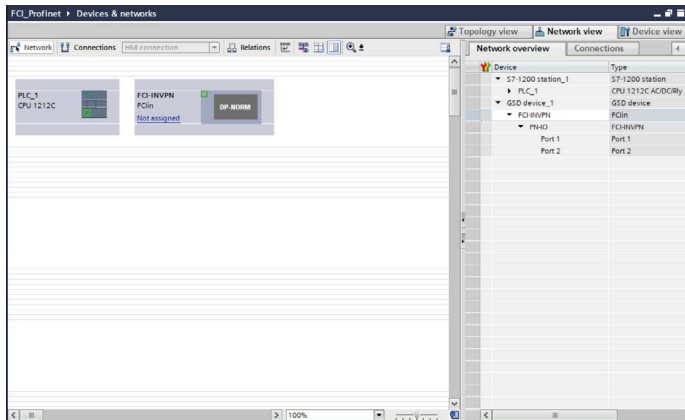 FCI_Profinet ▸ Devices & networks
Topology view Network view Device view
Network Connections HMI connection Relations
Network overview Connections
PLC_1
CPU 1212C
FCI-INVPN
FCIin
Not assigned
DP-NORM
Device Type
S7-1200 station_1 S7-1200 station
PLC_1 CPU 1212C AC/DC/Rly
GSD device_1 GSD device
FCI-INVPN FCIin
PN-IO FCI-INVPN
Port 1 Port 1
Port 2 Port 2
100%